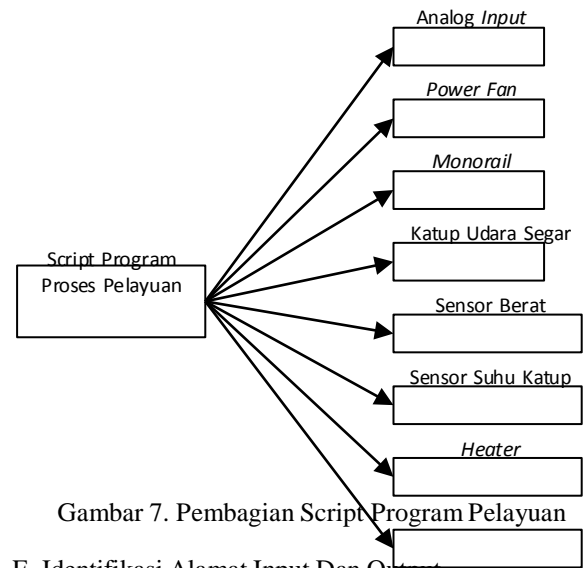 Analog Input
Power Fan
Monorail
Katup Udara Segar
Script Program
Proses Pelayuan
Sensor Berat
Sensor Suhu Katup
Heater
Gambar 7. Pembagian Script Program Pelayuan
E. Identifikasi Alamat Input Dan Output